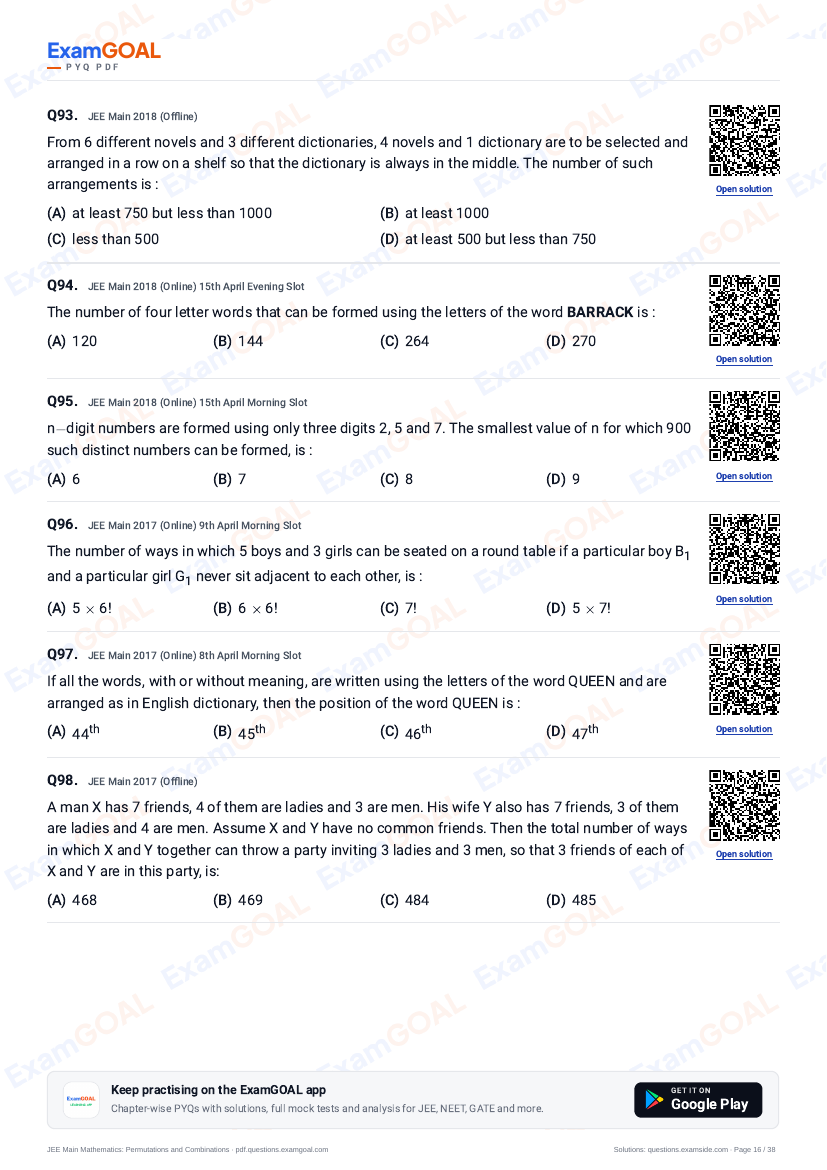 ExamGOAL
PYQ PDF
Q93. JEE Main 2018 (Offline)
From 6 different novels and 3 different dictionaries, 4 novels and 1 dictionary are to be selected and
arranged in a row on a shelf so that the dictionary is always in the middle. The number of such
arrangements is :
(A) at least 750 but less than 1000 (B) at least 1000
(C) less than 500 (D) at least 500 but less than 750
Open solution
Q94. JEE Main 2018 (Online) 15th April Evening Slot
The number of four letter words that can be formed using the letters of the word BARRACK is :
(A) 120 (B) 144 (C) 264 (D) 270
Open solution
Q95. JEE Main 2018 (Online) 15th April Morning Slot
n−digit numbers are formed using only three digits 2, 5 and 7. The smallest value of n for which 900
such distinct numbers can be formed, is :
(A) 6 (B) 7 (C) 8 (D) 9
Open solution
Q96. JEE Main 2017 (Online) 9th April Morning Slot
The number of ways in which 5 boys and 3 girls can be seated on a round table if a particular boy B₁
and a particular girl G₁ never sit adjacent to each other, is :
(A) 5 × 6! (B) 6 × 6! (C) 7! (D) 5 × 7!
Open solution
Q97. JEE Main 2017 (Online) 8th April Morning Slot
If all the words, with or without meaning, are written using the letters of the word QUEEN and are
arranged as in English dictionary, then the position of the word QUEEN is :
(A) 44th (B) 45th (C) 46th (D) 47th
Open solution
Q98. JEE Main 2017 (Offline)
A man X has 7 friends, 4 of them are ladies and 3 are men. His wife Y also has 7 friends, 3 of them
are ladies and 4 are men. Assume X and Y have no common friends. Then the total number of ways
in which X and Y together can throw a party inviting 3 ladies and 3 men, so that 3 friends of each of
X and Y are in this party, is:
(A) 468 (B) 469 (C) 484 (D) 485
Open solution
ExamGOAL
Keep practising on the ExamGOAL app
Chapter-wise PYQs with solutions, full mock tests and analysis for JEE, NEET, GATE and more.
GET IT ON
Google Play
JEE Main Mathematics: Permutations and Combinations · pdf.questions.examgoal.com
Solutions: questions.examside.com · Page 16 / 38